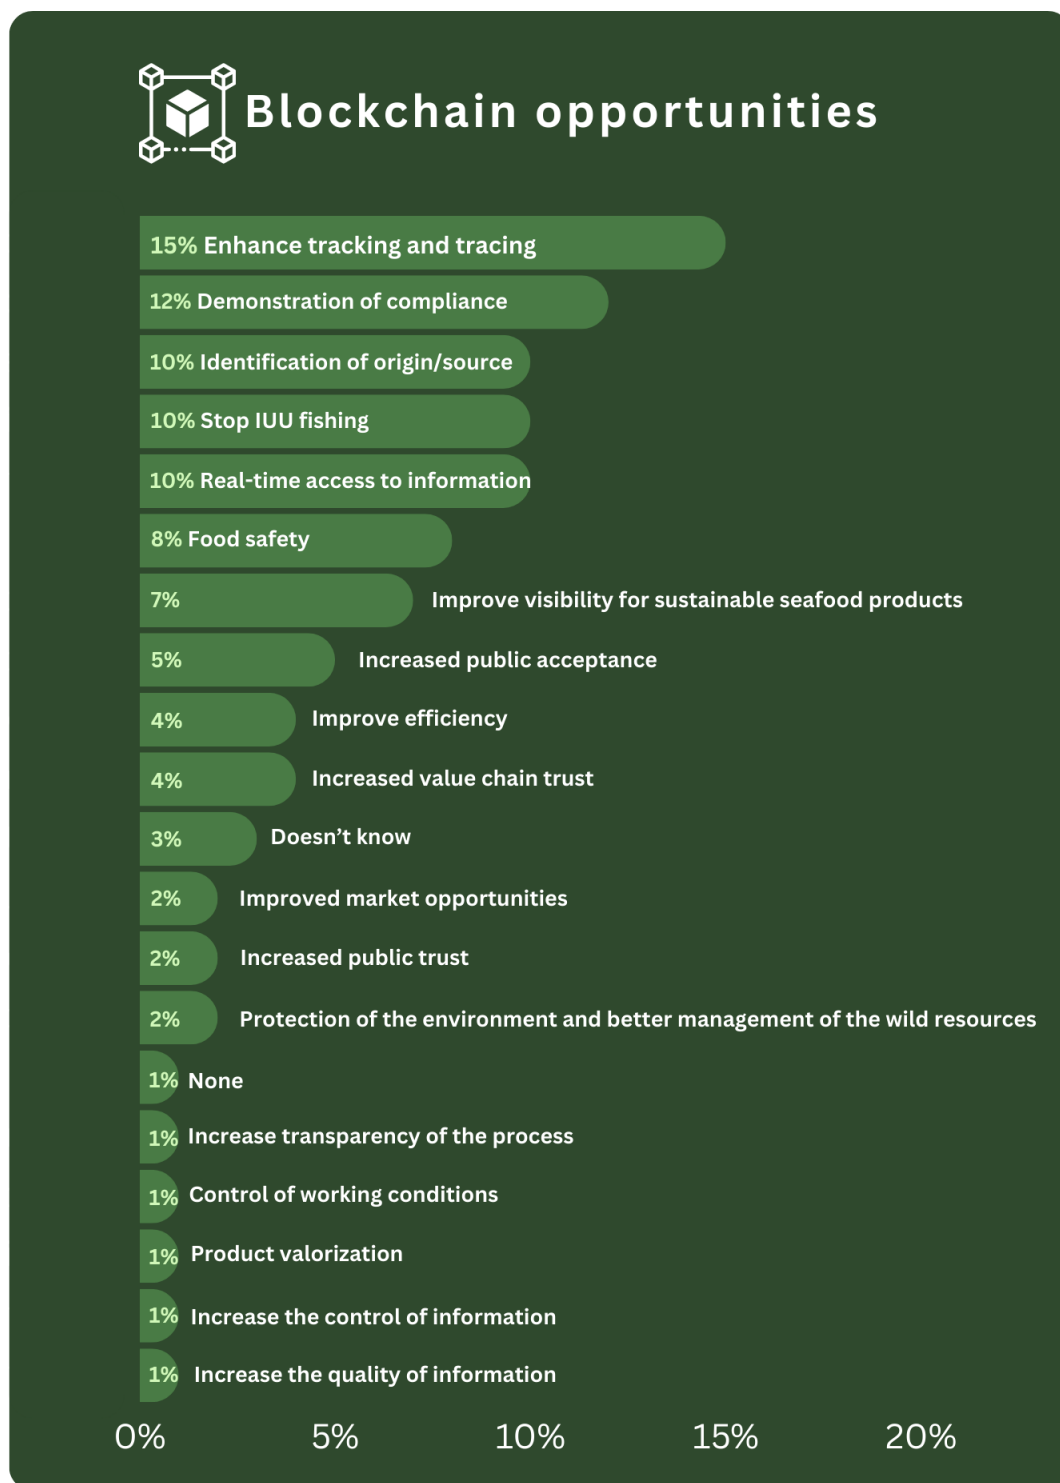 Blockchain opportunities
15% Enhance tracking and tracing
12% Demonstration of compliance
10% Identification of origin/source
10% Stop IUU fishing
10% Real-time access to information
8% Food safety
7% Improve visibility for sustainable seafood products
5% Increased public acceptance
4% Improve efficiency
4% Increased value chain trust
3% Doesn’t know
2% Improved market opportunities
2% Increased public trust
2% Protection of the environment and better management of the wild resources
1% None
1% Increase transparency of the process
1% Control of working conditions
1% Product valorization
1% Increase the control of information
1% Increase the quality of information
0% 5% 10% 15% 20%